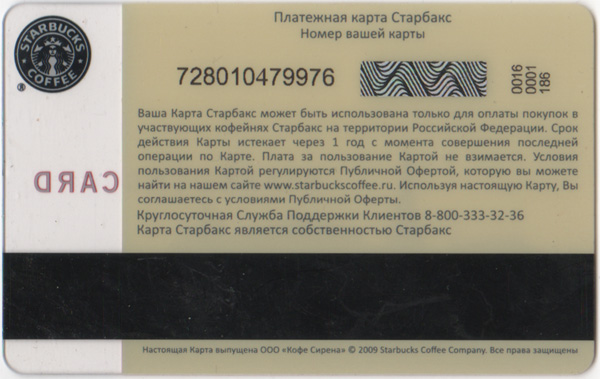 Платежная карта Старбакс
Номер вашей карты
STARBUCKS
COFFEE
®
728010479976
0016
0001
186
Ваша Карта Старбакс может быть использована только для оплаты покупок в
участвующих кофейнях Старбакс на территории Российской Федерации. Срок
действия Карты истекает через 1 год с момента совершения последней
операции по Карте. Плата за пользование Картой не взимается. Условия
пользования Картой регулируются Публичной Офертой, которую вы можете
найти на нашем сайте www.starbuckscoffee.ru. Используя настоящую Карту, Вы
соглашаетесь с условиями Публичной Оферты.
CARD
Круглосуточная Служба Поддержки Клиентов 8-800-333-32-36
Карта Старбакс является собственностью Старбакс
Настоящая Карта выпущена ООО «Кофе Сирена» © 2009 Starbucks Coffee Company. Все права защищены